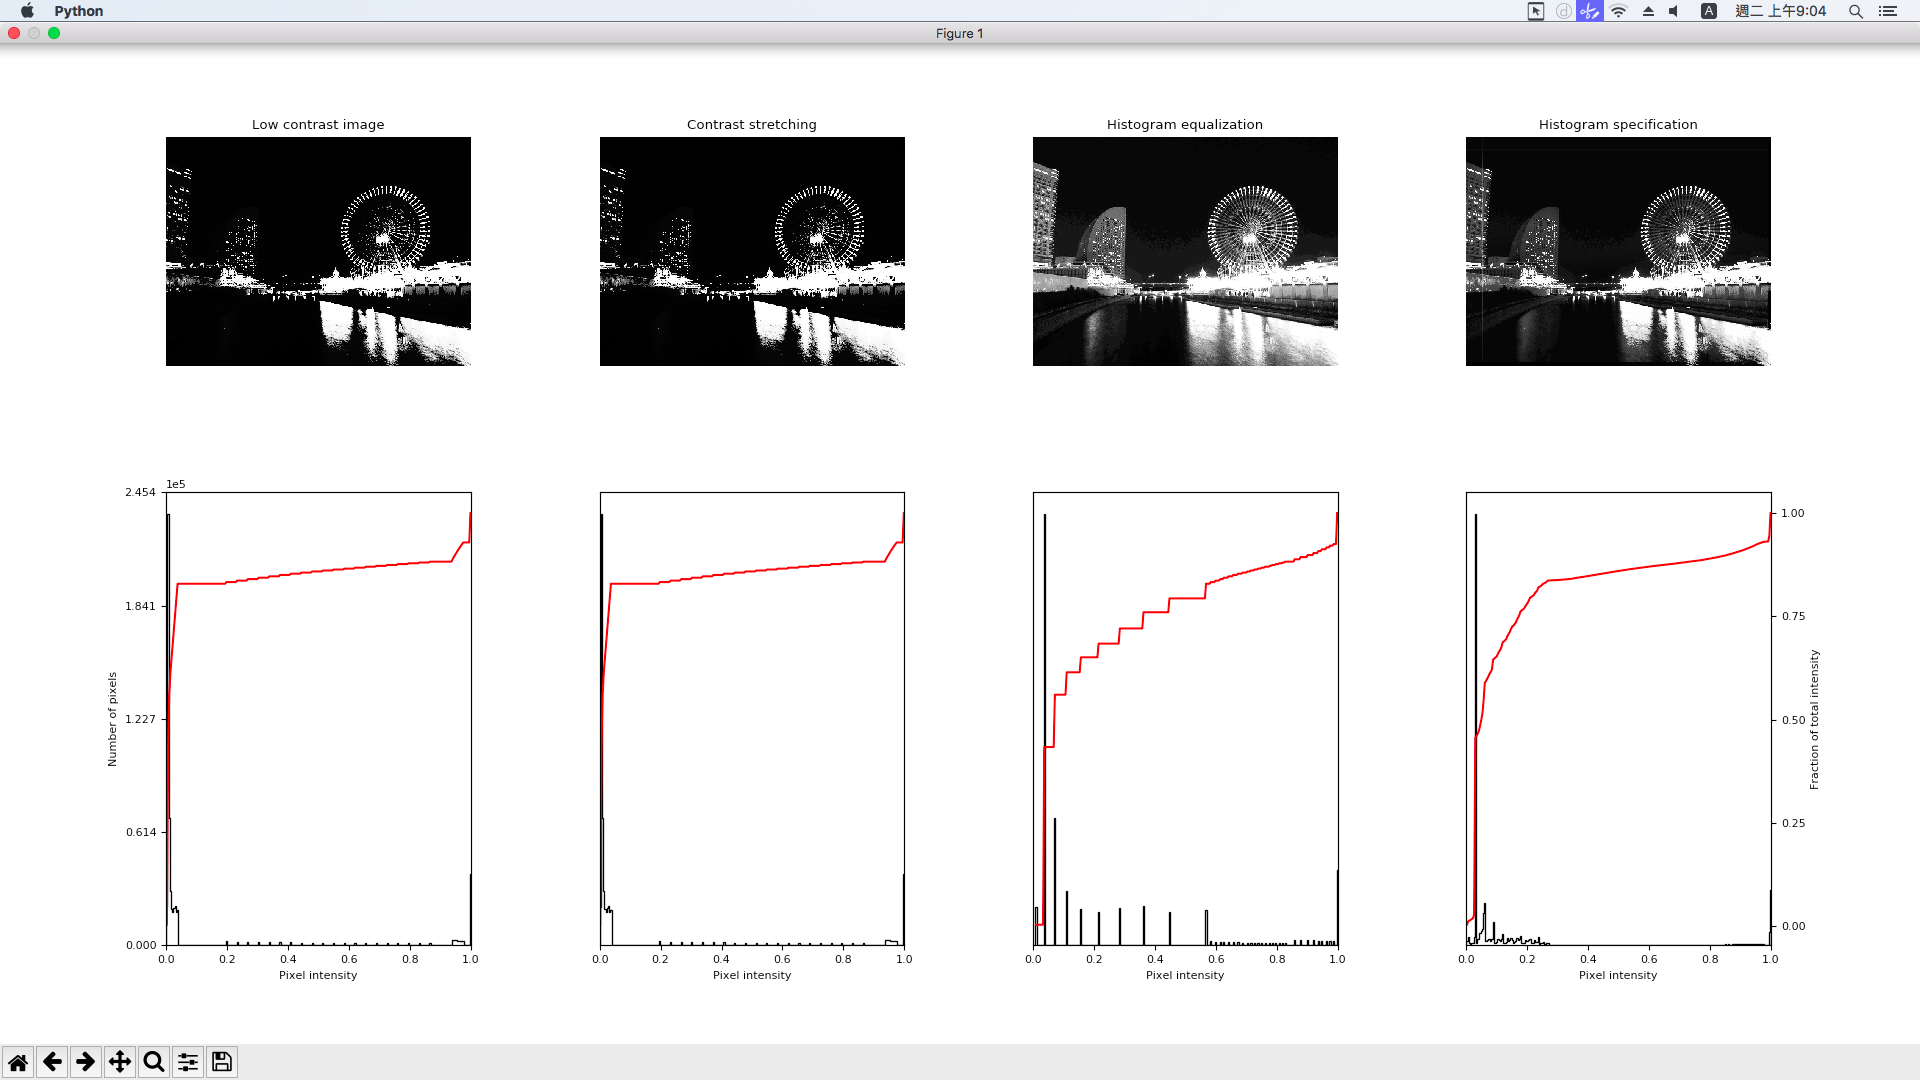 Python
A
週二 上午9:04
Figure 1
Low contrast image
Contrast stretching
Histogram equalization
Histogram specification
1e5
2.454
1.841
1.227
0.614
0.000
Number of pixels
0.0 0.2 0.4 0.6 0.8 1.0
Pixel intensity
0.0 0.2 0.4 0.6 0.8 1.0
Pixel intensity
0.0 0.2 0.4 0.6 0.8 1.0
Pixel intensity
0.0 0.2 0.4 0.6 0.8 1.0
Pixel intensity
1.00
0.75
0.50
0.25
0.00
Fraction of total intensity